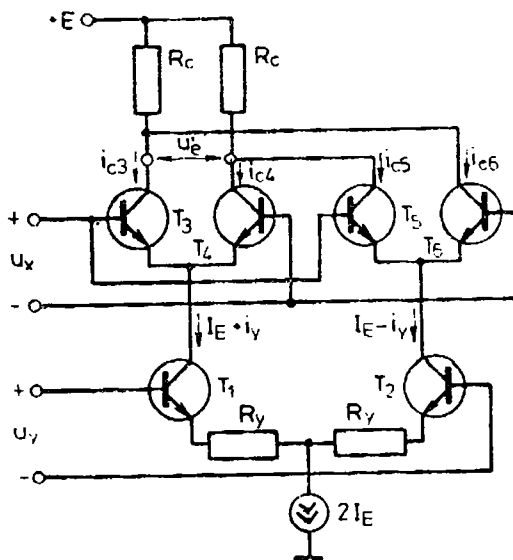 +E
Rc Rc
u'e
ic3 ic4 ic5 ic6
+
T3 T4 T5 T6
ux
-
IE + iy IE - iy
+
T1 T2
Ry Ry
uy
-
2IE